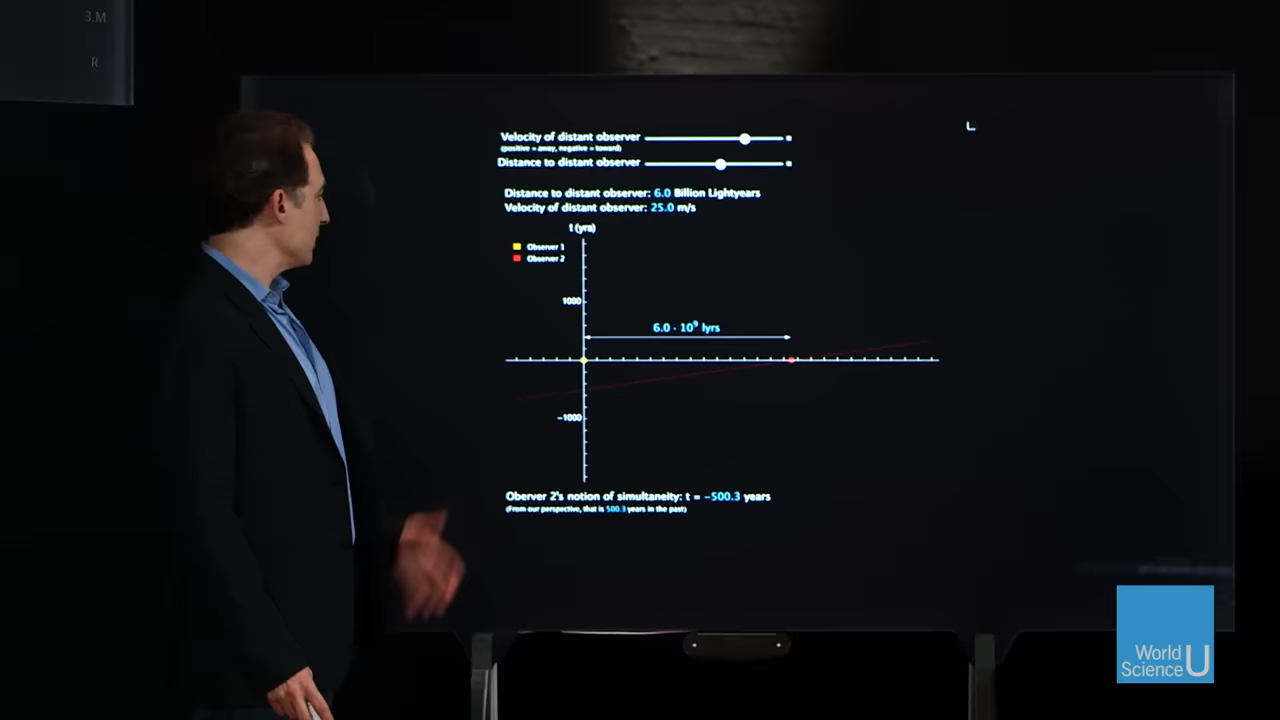 3.M
R
Velocity of distant observer
(positive = away, negative = toward)
Distance to distant observer
Distance to distant observer: 6.0 Billion Lightyears
Velocity of distant observer: 25.0 m/s
t (yrs)
Observer 1
Observer 2
1000
6.0 · 10⁹ lyrs
-1000
Oberver 2's notion of simultaneity: t = -500.3 years
(From our perspective, that is 500.3 years in the past)
World
Science U